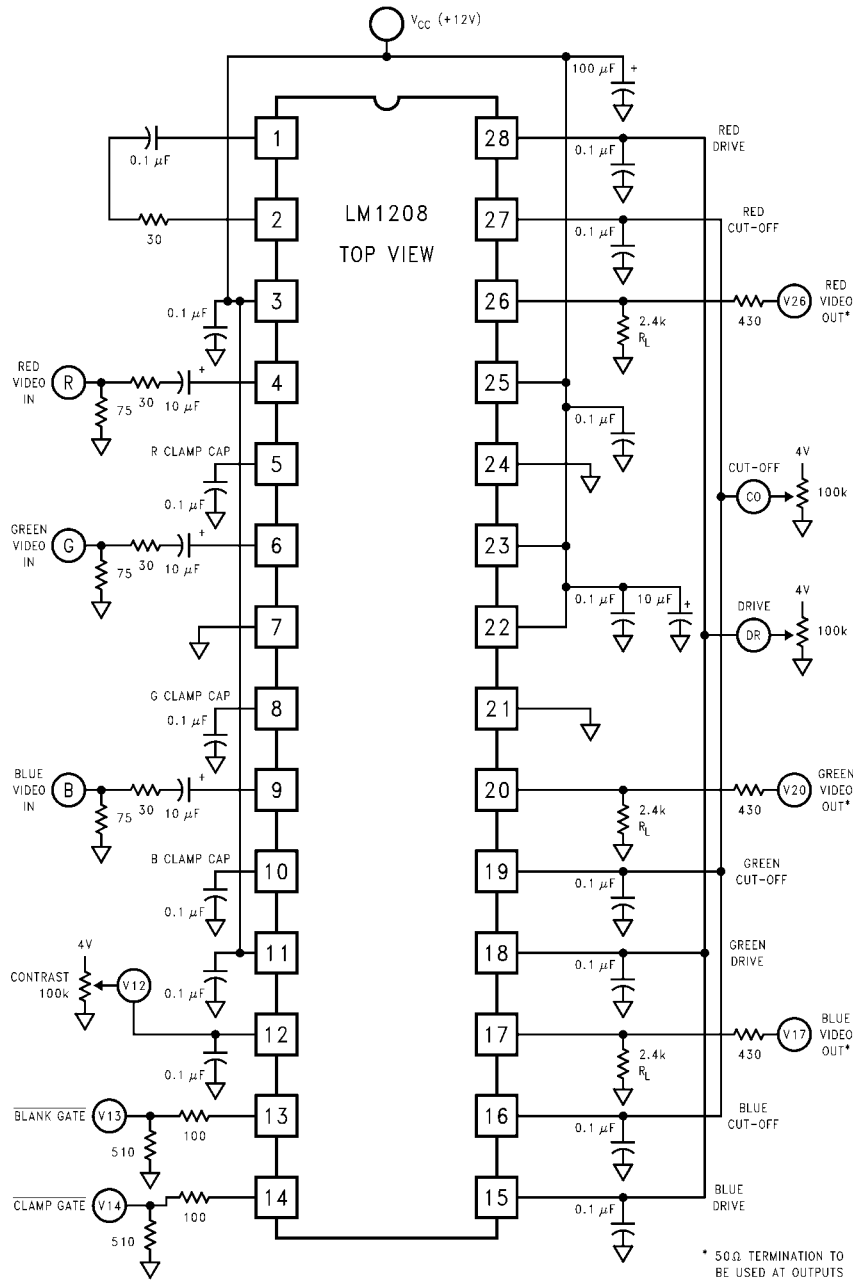 VCC (+12V)
100 µF +
1
28
0.1 µF
0.1 µF
RED
DRIVE
2
27
30
LM1208
TOP VIEW
0.1 µF
RED
CUT-OFF
3
26
0.1 µF
2.4k
RL
430
V26
RED
VIDEO
OUT*
RED
VIDEO
IN
R
75
30
+
10 µF
4
25
0.1 µF
R CLAMP CAP
5
24
0.1 µF
CUT-OFF
4V
CO
100k
GREEN
VIDEO
IN
G
75
30
+
10 µF
6
23
7
22
0.1 µF
10 µF
+
DRIVE
4V
DR
100k
G CLAMP CAP
8
21
0.1 µF
BLUE
VIDEO
IN
B
75
30
+
10 µF
9
20
2.4k
RL
430
V20
GREEN
VIDEO
OUT*
B CLAMP CAP
10
19
0.1 µF
0.1 µF
GREEN
CUT-OFF
11
18
0.1 µF
0.1 µF
GREEN
DRIVE
4V
CONTRAST
100k
V12
12
17
0.1 µF
2.4k
RL
430
V17
BLUE
VIDEO
OUT*
BLANK GATE
V13
510
100
13
16
0.1 µF
BLUE
CUT-OFF
CLAMP GATE
V14
510
100
14
15
0.1 µF
BLUE
DRIVE
* 50Ω TERMINATION TO
BE USED AT OUTPUTS